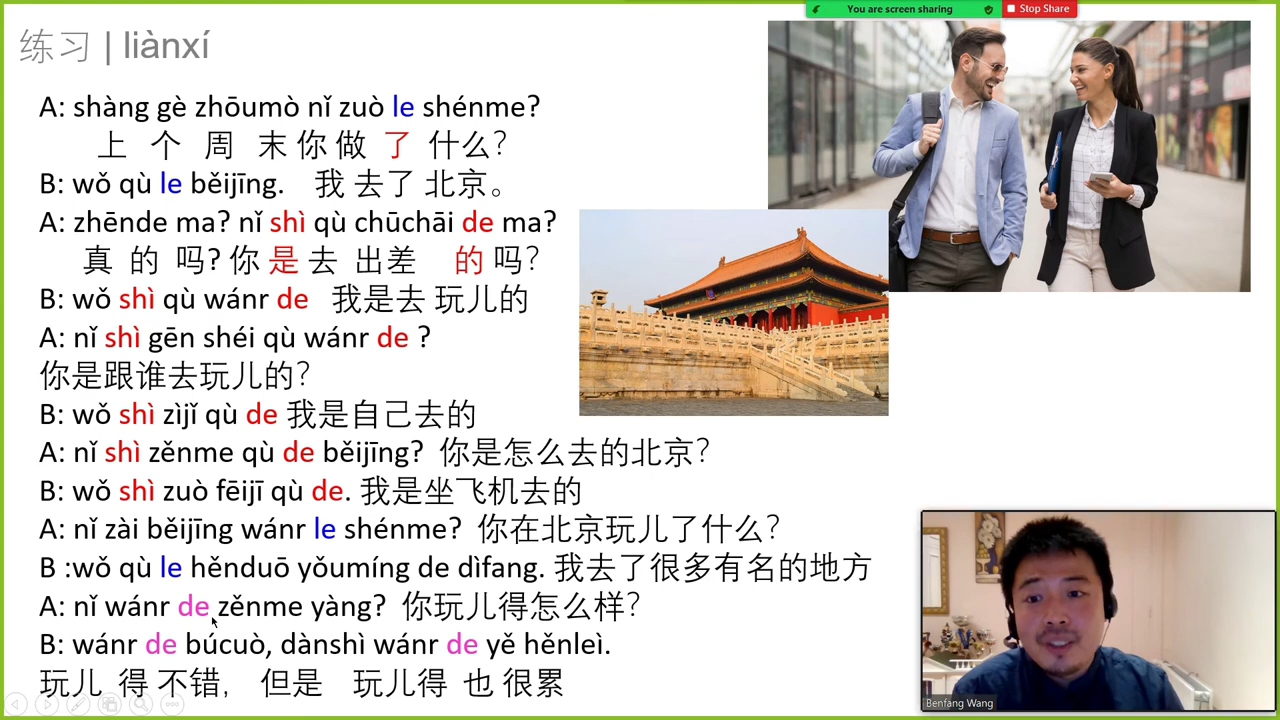 You are screen sharing Stop Share
练习 | liànxí
A: shàng gè zhōumò nǐ zuò le shénme?
上 个 周 末 你 做 了 什么?
B: wǒ qù le běijīng. 我 去了 北京。
A: zhēnde ma? nǐ shì qù chūchāi de ma?
真 的 吗? 你 是 去 出差 的 吗?
B: wǒ shì qù wánr de 我是去 玩儿的
A: nǐ shì gēn shéi qù wánr de ?
你是跟谁去玩儿的?
B: wǒ shì zìjǐ qù de 我是自己去的
A: nǐ shì zěnme qù de běijīng? 你是怎么去的北京?
B: wǒ shì zuò fēijī qù de. 我是坐飞机去的
A: nǐ zài běijīng wánr le shénme? 你在北京玩儿了什么?
B :wǒ qù le hěnduō yǒumíng de dìfang. 我去了很多有名的地方
A: nǐ wánr de zěnme yàng? 你玩儿得怎么样?
B: wánr de búcuò, dànshì wánr de yě hěnleì.
玩儿 得 不错, 但是 玩儿得 也 很累
Benfang Wang